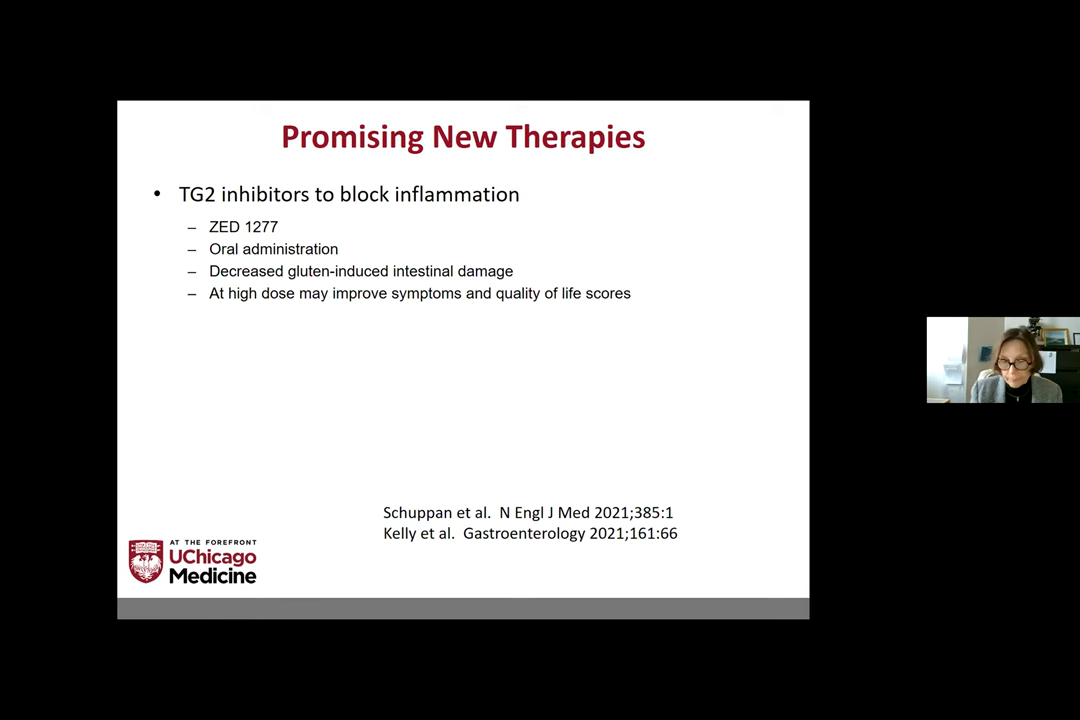 Promising New Therapies
• TG2 inhibitors to block inflammation
– ZED 1277
– Oral administration
– Decreased gluten-induced intestinal damage
– At high dose may improve symptoms and quality of life scores
Schuppan et al. N Engl J Med 2021;385:1
Kelly et al. Gastroenterology 2021;161:66
AT THE FOREFRONT
UChicago
Medicine